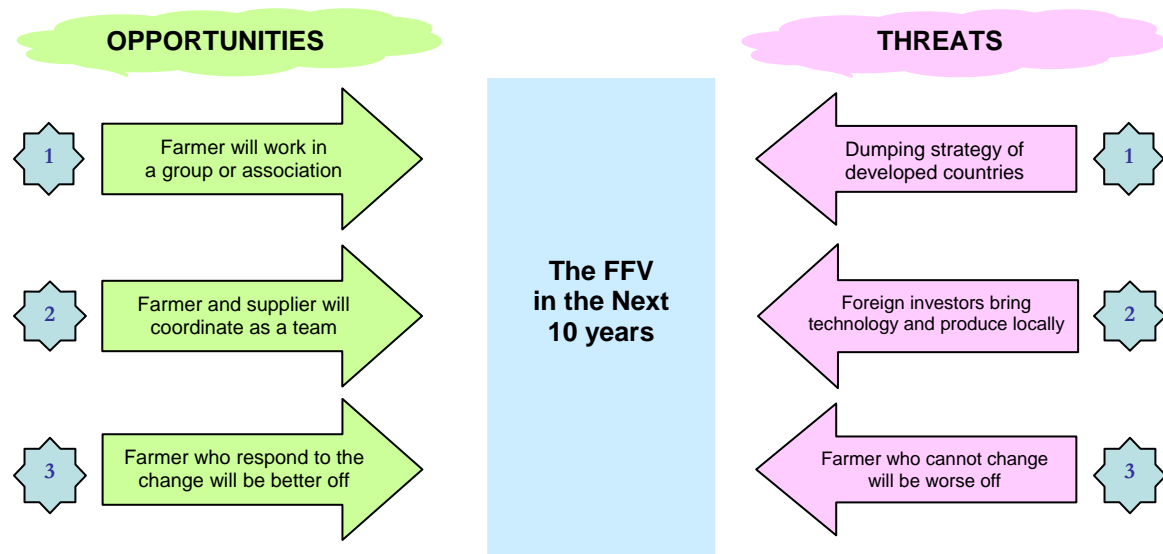 OPPORTUNITIES
1
Farmer will work in
a group or association
2
Farmer and supplier will
coordinate as a team
3
Farmer who respond to the
change will be better off
The FFV
in the Next
10 years
THREATS
Dumping strategy of
developed countries
1
Foreign investors bring
technology and produce locally
2
Farmer who cannot change
will be worse off
3